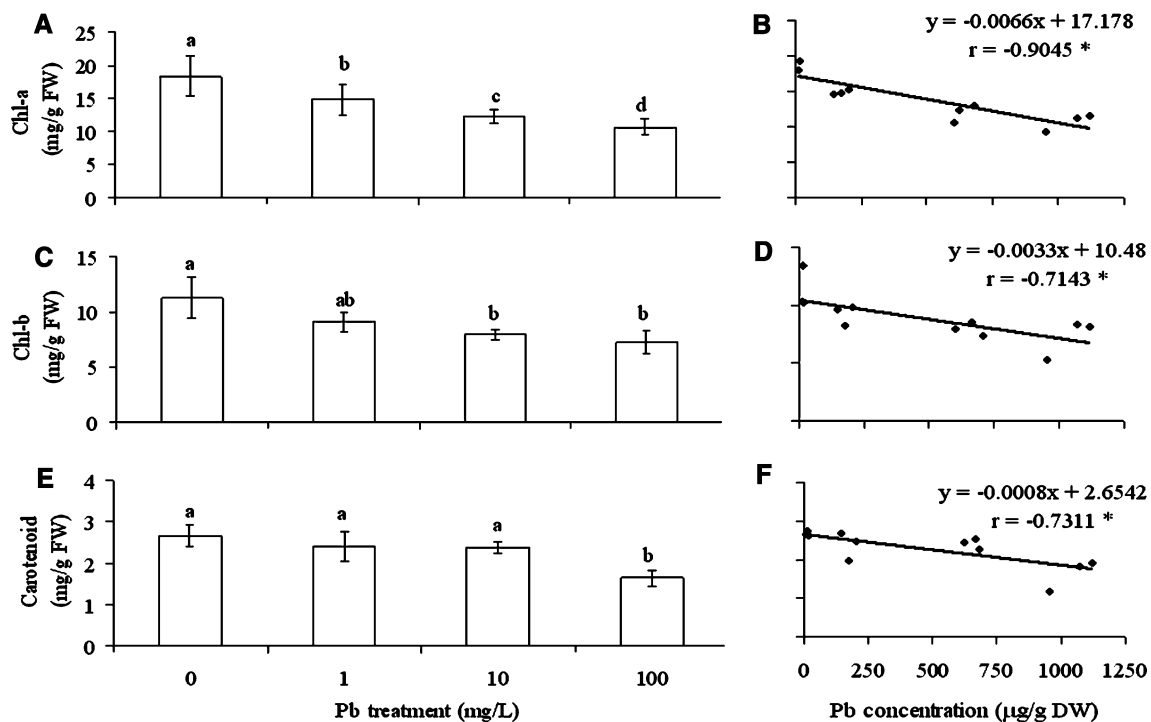 A
25
20
15
10
5
0
Chl-a
(mg/g FW)
a
b
c
d
B
y = -0.0066x + 17.178
r = -0.9045 *
C
15
10
5
0
Chl-b
(mg/g FW)
a
ab
b
b
D
y = -0.0033x + 10.48
r = -0.7143 *
E
4
3
2
1
0
Carotenoid
(mg/g FW)
a
a
a
b
0 1 10 100
Pb treatment (mg/L)
F
y = -0.0008x + 2.6542
r = -0.7311 *
0 250 500 750 1000 1250
Pb concentration (μg/g DW)